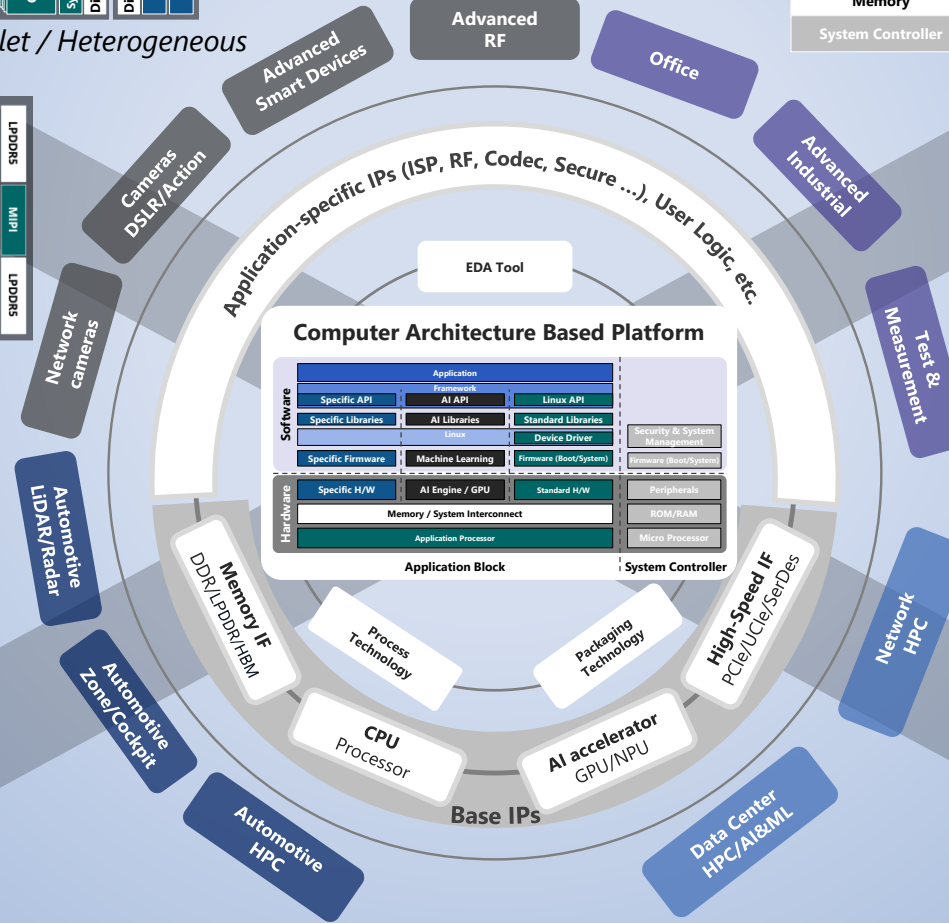 let / Heterogeneous
Memory
System Controller
LPDDR5
MIPI
LPDDR5
Advanced
RF
Advanced
Smart Devices
Office
Cameras
DSLR/Action
Advanced
Industrial
Network
cameras
Test &
Measurement
Automotive
LiDAR/Radar
Network
HPC
Automotive
Zone/Cockpit
Data Center
HPC/AI&ML
Automotive
HPC
Application-specific IPs (ISP, RF, Codec, Secure ...), User Logic, etc.
EDA Tool
Computer Architecture Based Platform
Software
Application
Framework
Specific API
AI API
Linux API
Specific Libraries
AI Libraries
Standard Libraries
Linux
Device Driver
Security & System
Management
Specific Firmware
Machine Learning
Firmware (Boot/System)
Firmware (Boot/System)
Hardware
Specific H/W
AI Engine / GPU
Standard H/W
Peripherals
Memory / System Interconnect
ROM/RAM
Application Processor
Micro Processor
Application Block
System Controller
Process
Technology
Packaging
Technology
Memory IF
DDR/LPDDR/HBM
High-Speed IF
PCIe/UCIe/SerDes
CPU
Processor
AI accelerator
GPU/NPU
Base IPs